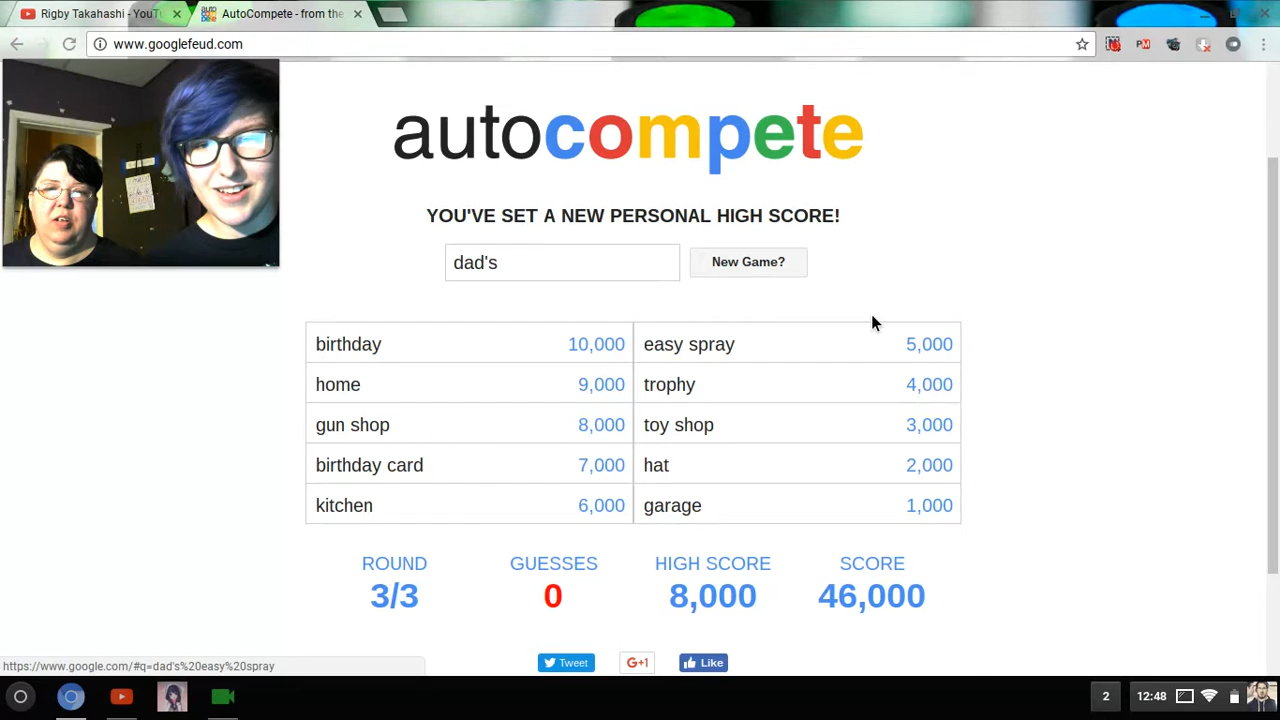 Rigby Takahashi - YouT
AutoCompete - from the
www.googlefeud.com
autocompete
YOU'VE SET A NEW PERSONAL HIGH SCORE!
dad's
New Game?
birthday 10,000 easy spray 5,000
home 9,000 trophy 4,000
gun shop 8,000 toy shop 3,000
birthday card 7,000 hat 2,000
kitchen 6,000 garage 1,000
ROUND GUESSES HIGH SCORE SCORE
3/3 0 8,000 46,000
Tweet G+1 Like
https://www.google.com/#q=dad's%20easy%20spray
2 12:48